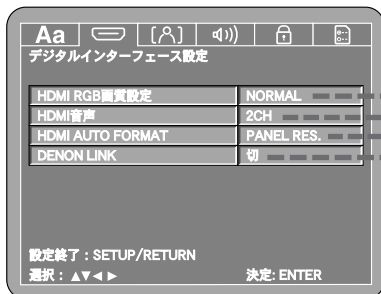 Aa
デジタルインターフェース設定
HDMI RGB画質設定 NORMAL
HDMI音声 2CH
HDMI AUTO FORMAT PANEL RES.
DENON LINK 切
設定終了：SETUP/RETURN
選択：▲▼◀▶ 決定: ENTER